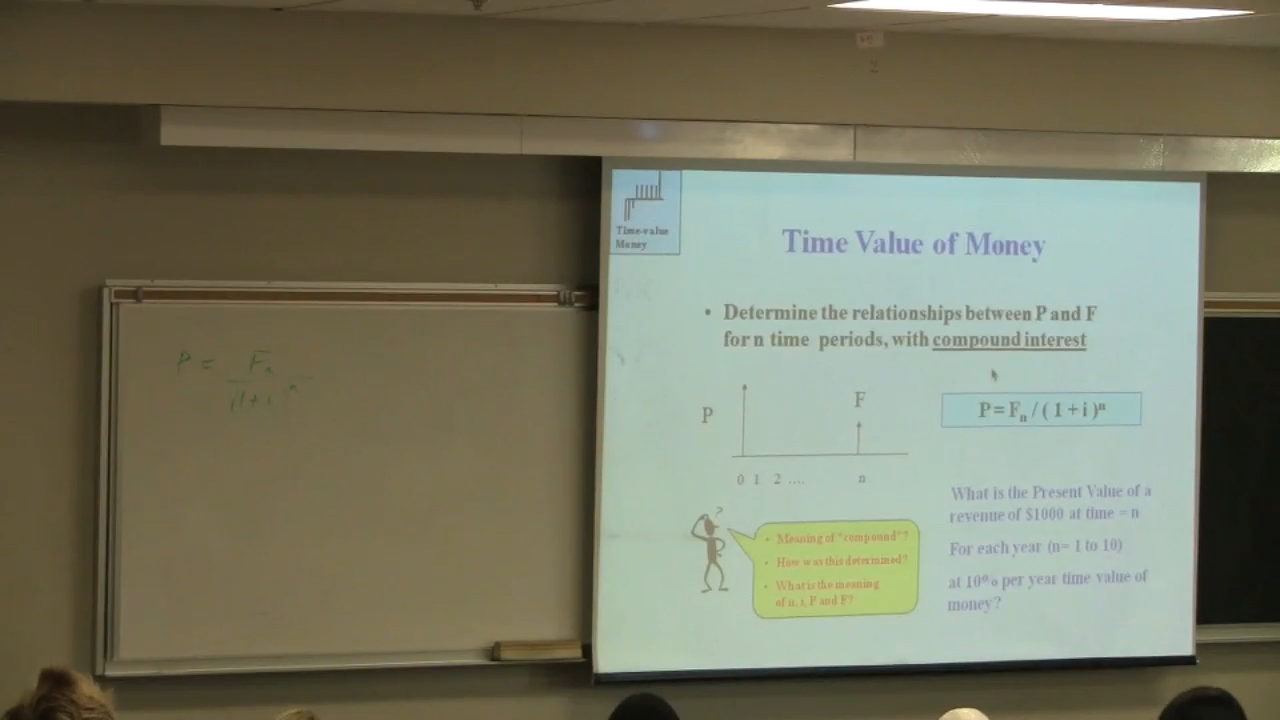 Time-value
Money
Time Value of Money
• Determine the relationships between P and F
for n time periods, with compound interest
P = Fn
(1+i)^n
P
F
P = Fn / ( 1 + i )^n
0 1 2 ....
n
What is the Present Value of a
revenue of $1000 at time = n
For each year (n= 1 to 10)
at 10% per year time value of
money?
?
• Meaning of "compound"?
• How was this determined?
• What is the meaning
of n, i, P and F?